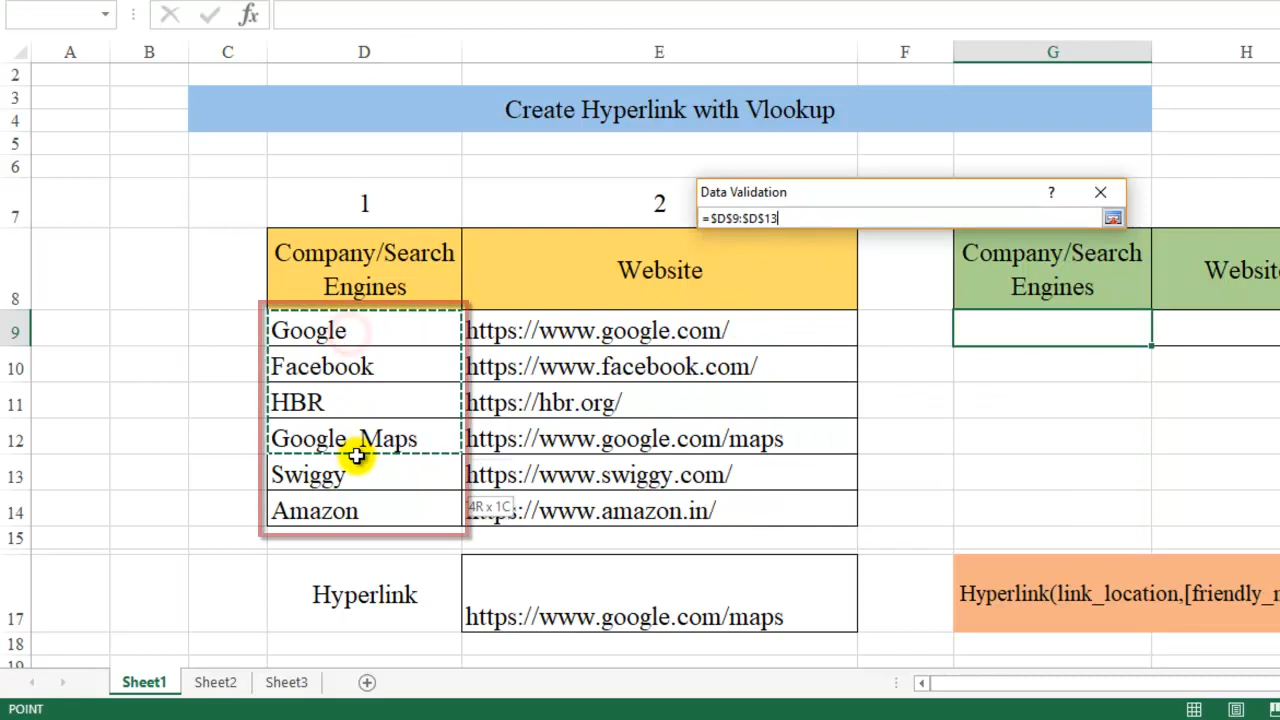 fx
A B C D E F G H
2
3
4
Create Hyperlink with Vlookup
5
6
7
1 2
Data Validation ?
=$D$9:$D$13
8
Company/Search
Engines
Website
Company/Search
Engines
Website
9 Google https://www.google.com/
10 Facebook https://www.facebook.com/
11 HBR https://hbr.org/
12 Google Maps https://www.google.com/maps
13 Swiggy https://www.swiggy.com/
14 Amazon https://www.amazon.in/
4R x 1C
15
17
Hyperlink
https://www.google.com/maps
Hyperlink(link_location,[friendly_n
18
19
Sheet1 Sheet2 Sheet3
POINT